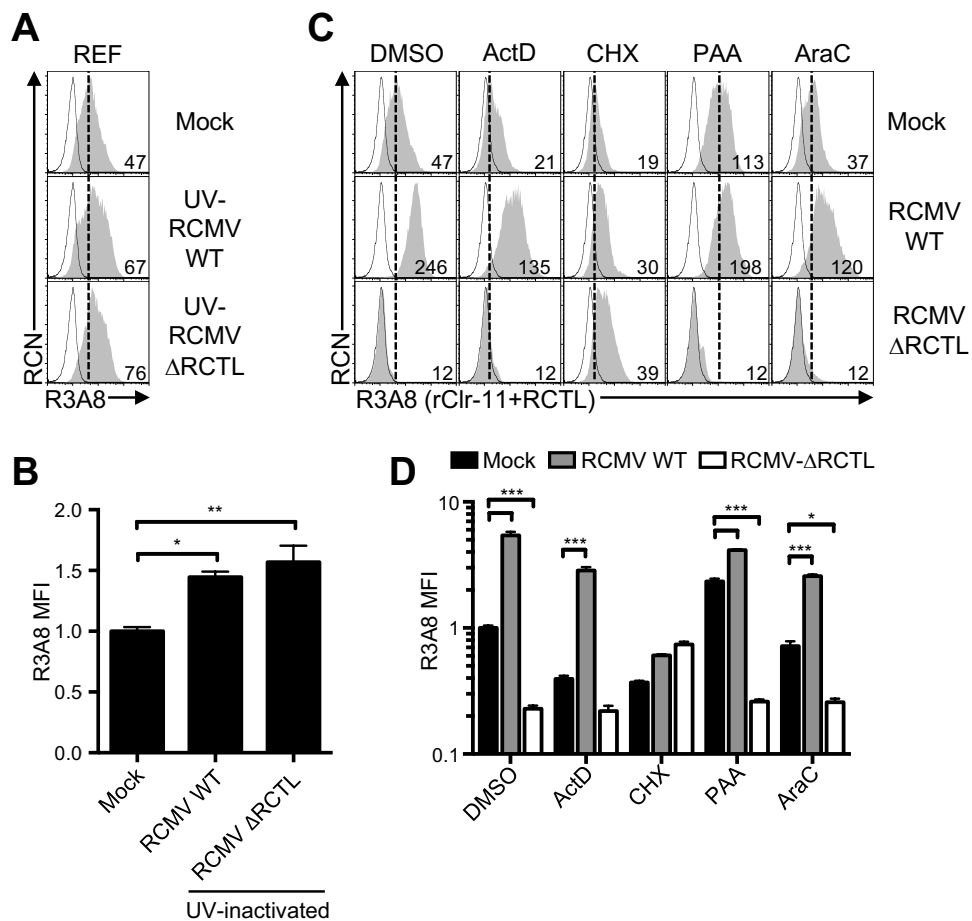 A
REF
Mock
47
UV-
RCMV
WT
67
UV-
RCMV
ΔRCTL
76
RCN
R3A8
C
DMSO ActD CHX PAA AraC
47 21 19 113 37
Mock
246 135 30 198 120
RCMV
WT
12 12 39 12 12
RCMV
ΔRCTL
R3A8 (rClr-11+RCTL)
B
R3A8 MFI
2.0
1.5
1.0
0.5
0.0
*
**
Mock
RCMV WT
RCMV ΔRCTL
UV-inactivated
D
Mock RCMV WT RCMV-ΔRCTL
R3A8 MFI
10
1
0.1
***
***
***
*
***
DMSO
ActD
CHX
PAA
AraC